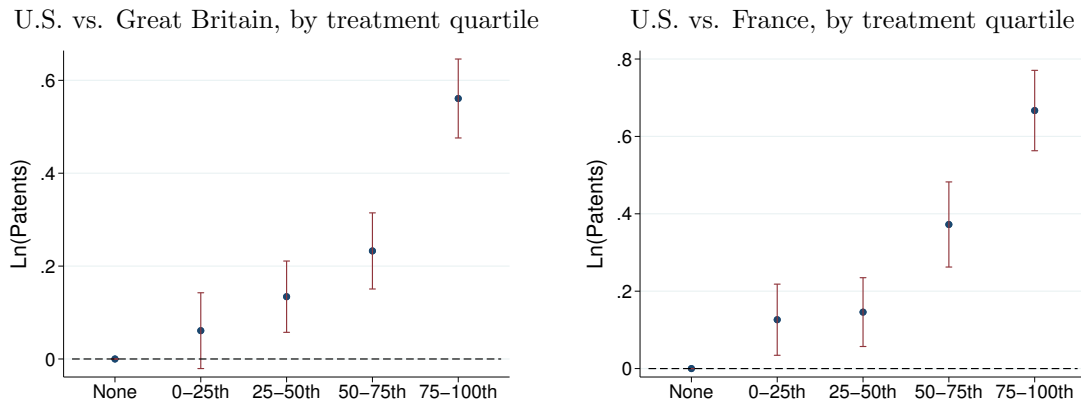 U.S. vs. Great Britain, by treatment quartile
Ln(Patents)
.6
.4
.2
0
None 0−25th 25−50th 50−75th 75−100th
U.S. vs. France, by treatment quartile
Ln(Patents)
.8
.6
.4
.2
0
None 0−25th 25−50th 50−75th 75−100th